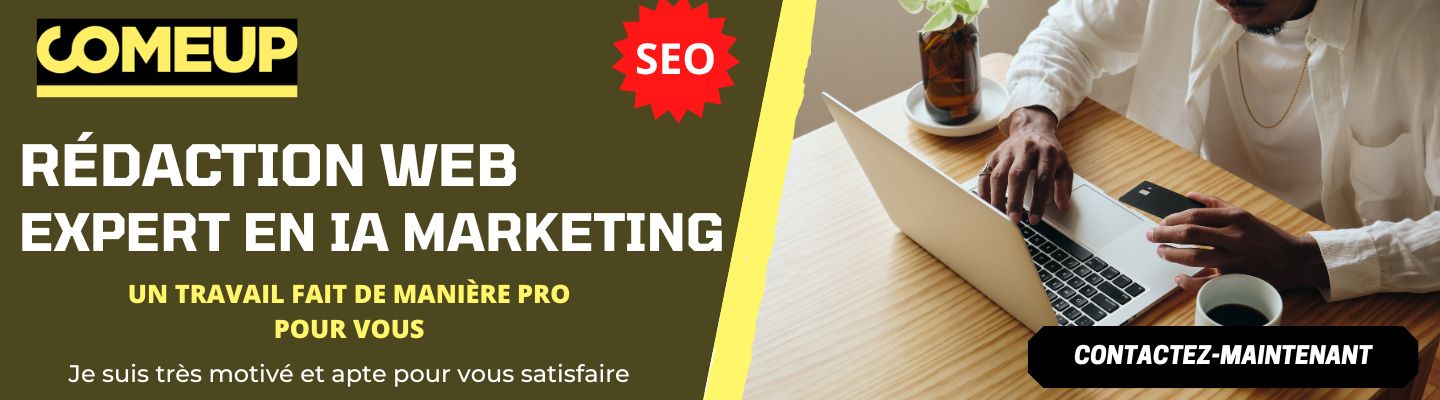 COMEUP
SEO
RÉDACTION WEB
EXPERT EN IA MARKETING
UN TRAVAIL FAIT DE MANIÈRE PRO
POUR VOUS
Je suis très motivé et apte pour vous satisfaire
CONTACTEZ-MAINTENANT